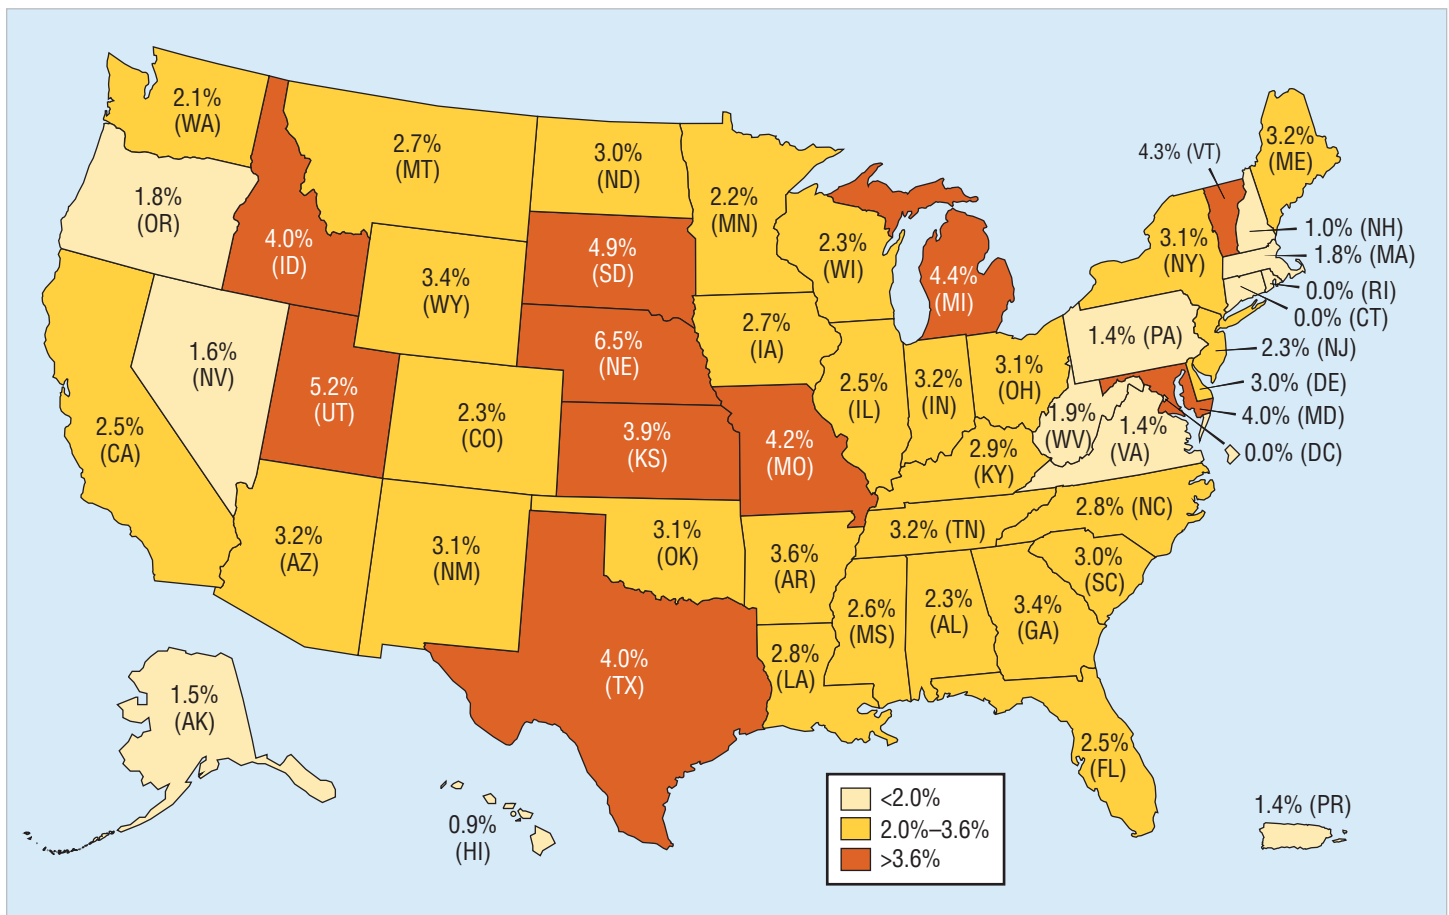 2.1%
(WA)
1.8%
(OR)
4.0%
(ID)
2.7%
(MT)
3.0%
(ND)
2.2%
(MN)
4.9%
(SD)
3.4%
(WY)
2.3%
(WI)
4.4%
(MI)
4.3% (VT)
3.2%
(ME)
3.1%
(NY)
1.0% (NH)
1.8% (MA)
0.0% (RI)
0.0% (CT)
1.4% (PA)
2.3% (NJ)
3.0% (DE)
4.0% (MD)
0.0% (DC)
1.6%
(NV)
5.2%
(UT)
2.3%
(CO)
6.5%
(NE)
2.7%
(IA)
2.5%
(IL)
3.2%
(IN)
3.1%
(OH)
1.9%
(WV)
1.4%
(VA)
2.5%
(CA)
3.9%
(KS)
4.2%
(MO)
2.9%
(KY)
2.8% (NC)
3.2% (TN)
3.2%
(AZ)
3.1%
(NM)
3.1%
(OK)
3.6%
(AR)
3.0%
(SC)
2.6%
(MS)
2.3%
(AL)
3.4%
(GA)
4.0%
(TX)
2.8%
(LA)
2.5%
(FL)
1.5%
(AK)
0.9%
(HI)
1.4% (PR)
<2.0%
2.0%–3.6%
>3.6%